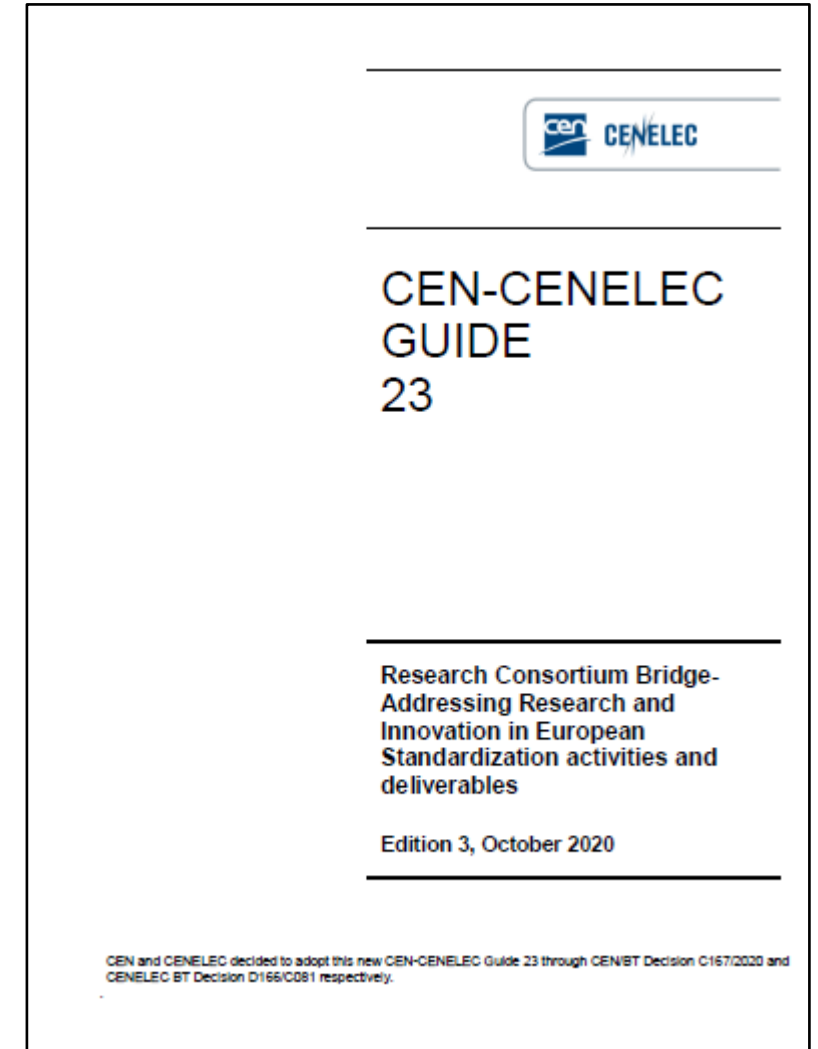 cen CENELEC
CEN-CENELEC
GUIDE
23
Research Consortium Bridge-
Addressing Research and
Innovation in European
Standardization activities and
deliverables
Edition 3, October 2020
CEN and CENELEC decided to adopt this new CEN-CENELEC Guide 23 through CEN/BT Decision C167/2020 and
CENELEC BT Decision D166/C081 respectively.